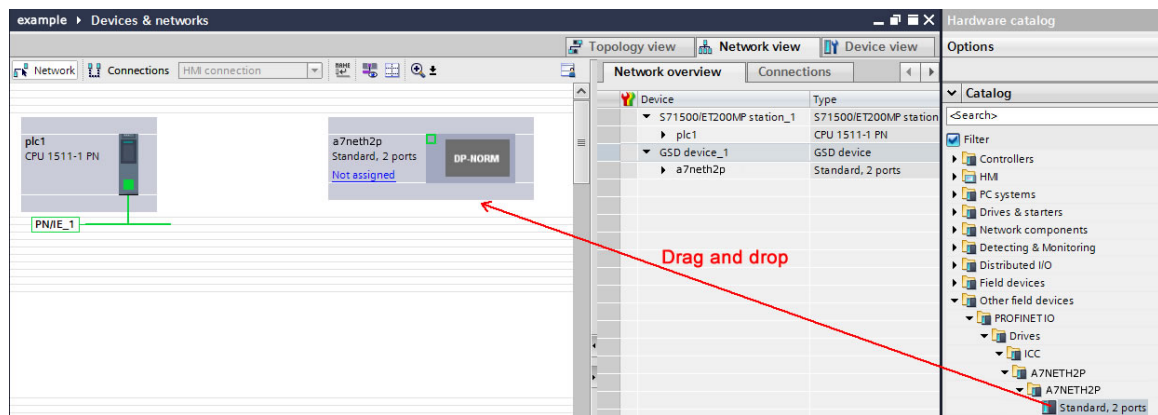 example ▸ Devices & networks
Hardware catalog
Topology view
Network view
Device view
Options
Network
Connections
HMI connection
Network overview
Connections
Catalog
<Search>
Filter
Device
Type
S71500/ET200MP station_1
S71500/ET200MP station
plc1
CPU 1511-1 PN
GSD device_1
GSD device
a7neth2p
Standard, 2 ports
plc1
CPU 1511-1 PN
a7neth2p
Standard, 2 ports
Not assigned
DP-NORM
PN/IE_1
Drag and drop
Controllers
HMI
PC systems
Drives & starters
Network components
Detecting & Monitoring
Distributed I/O
Field devices
Other field devices
PROFINET IO
Drives
ICC
A7NETH2P
A7NETH2P
Standard, 2 ports